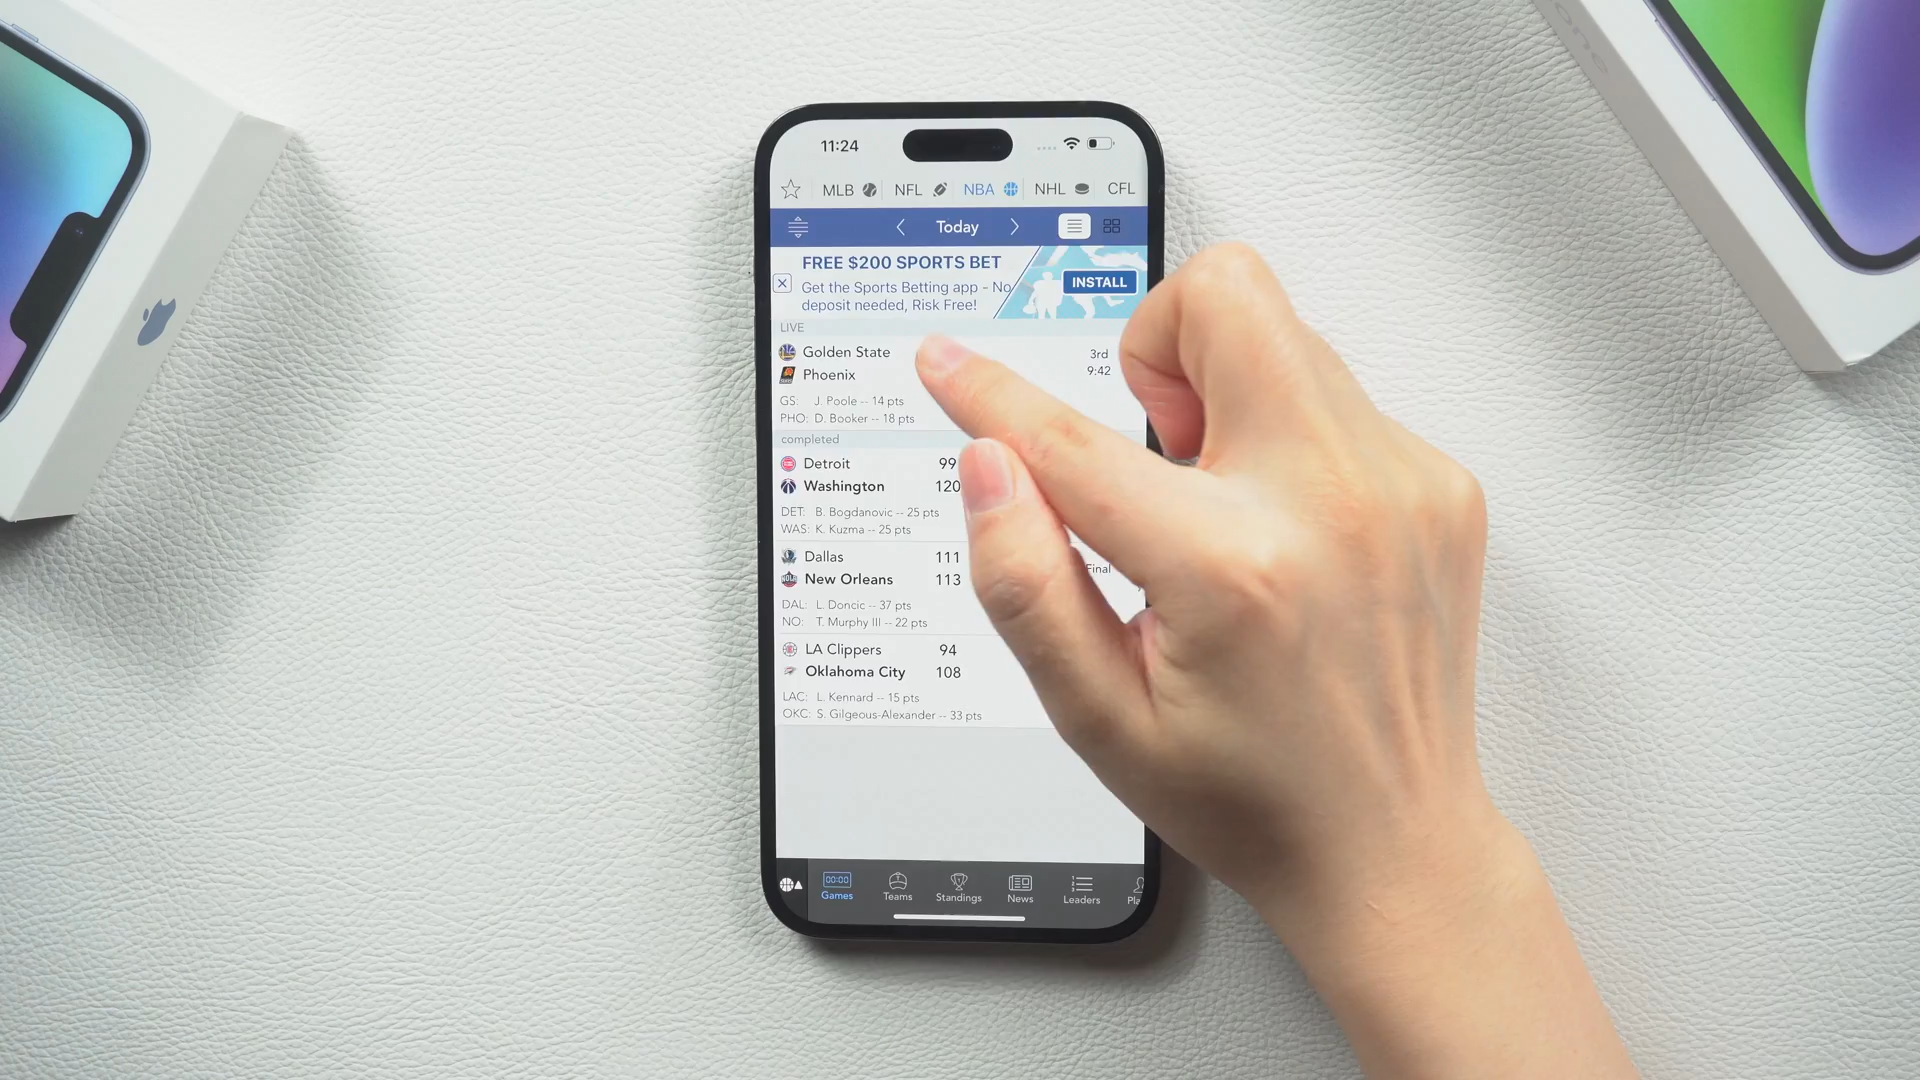 one
11:24
MLB NFL NBA NHL CFL
Today
FREE $200 SPORTS BET
Get the Sports Betting app - No
deposit needed, Risk Free!
INSTALL
LIVE
Golden State
Phoenix
3rd
9:42
GS: J. Poole -- 14 pts
PHO: D. Booker -- 18 pts
completed
Detroit 99
Washington 120
DET: B. Bogdanovic -- 25 pts
WAS: K. Kuzma -- 25 pts
Dallas 111
New Orleans 113
Final
DAL: L. Doncic -- 37 pts
NO: T. Murphy III -- 22 pts
LA Clippers 94
Oklahoma City 108
LAC: L. Kennard -- 15 pts
OKC: S. Gilgeous-Alexander -- 33 pts
00:00
Games Teams Standings News Leaders Pla